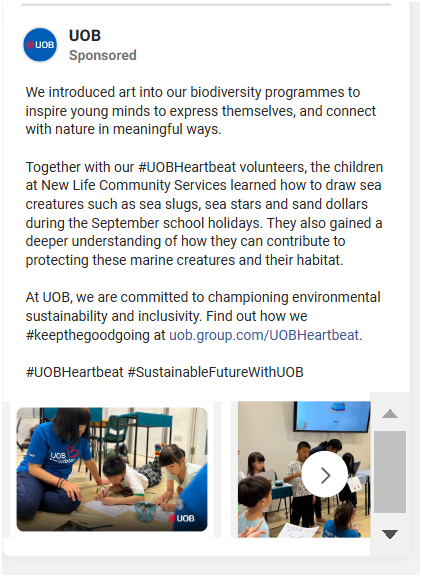 UOB
UOB
Sponsored
We introduced art into our biodiversity programmes to
inspire young minds to express themselves, and connect
with nature in meaningful ways.
Together with our #UOBHeartbeat volunteers, the children
at New Life Community Services learned how to draw sea
creatures such as sea slugs, sea stars and sand dollars
during the September school holidays. They also gained a
deeper understanding of how they can contribute to
protecting these marine creatures and their habitat.
At UOB, we are committed to championing environmental
sustainability and inclusivity. Find out how we
#keepthegoodgoing at uob.group.com/UOBHeartbeat.
#UOBHeartbeat #SustainableFutureWithUOB
UOB
heartbeat
UOB